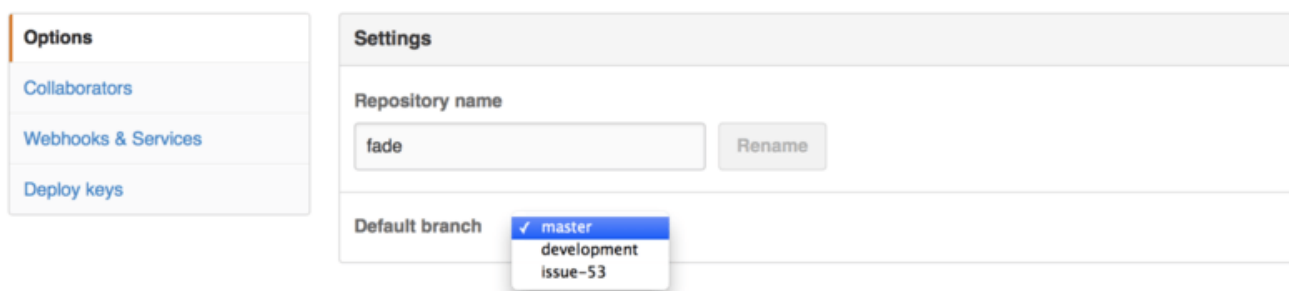 Options
Collaborators
Webhooks & Services
Deploy keys
Settings
Repository name
fade
Rename
Default branch
✓ master
development
issue-53